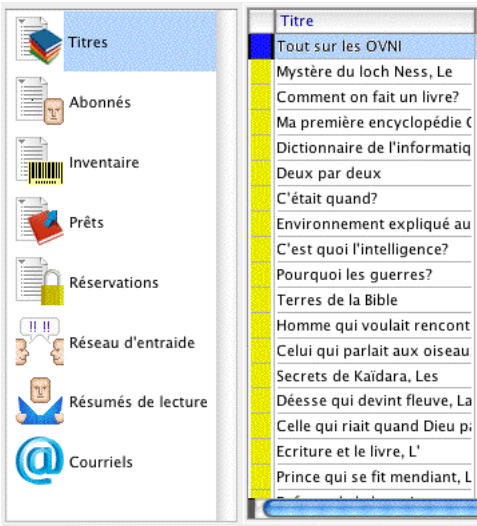 Titres
Abonnés
Inventaire
Prêts
Réservations
!! !!
Réseau d'entraide
Résumés de lecture
@
Courriels
Titre
Tout sur les OVNI
Mystère du loch Ness, Le
Comment on fait un livre?
Ma première encyclopédie
Dictionnaire de l'informatiq
Deux par deux
C'était quand?
Environnement expliqué au
C'est quoi l'intelligence?
Pourquoi les guerres?
Terres de la Bible
Homme qui voulait rencont
Celui qui parlait aux oiseau
Secrets de Kaïdara, Les
Déesse qui devint fleuve, La
Celle qui riait quand Dieu pa
Ecriture et le livre, L'
Prince qui se fit mendiant, L